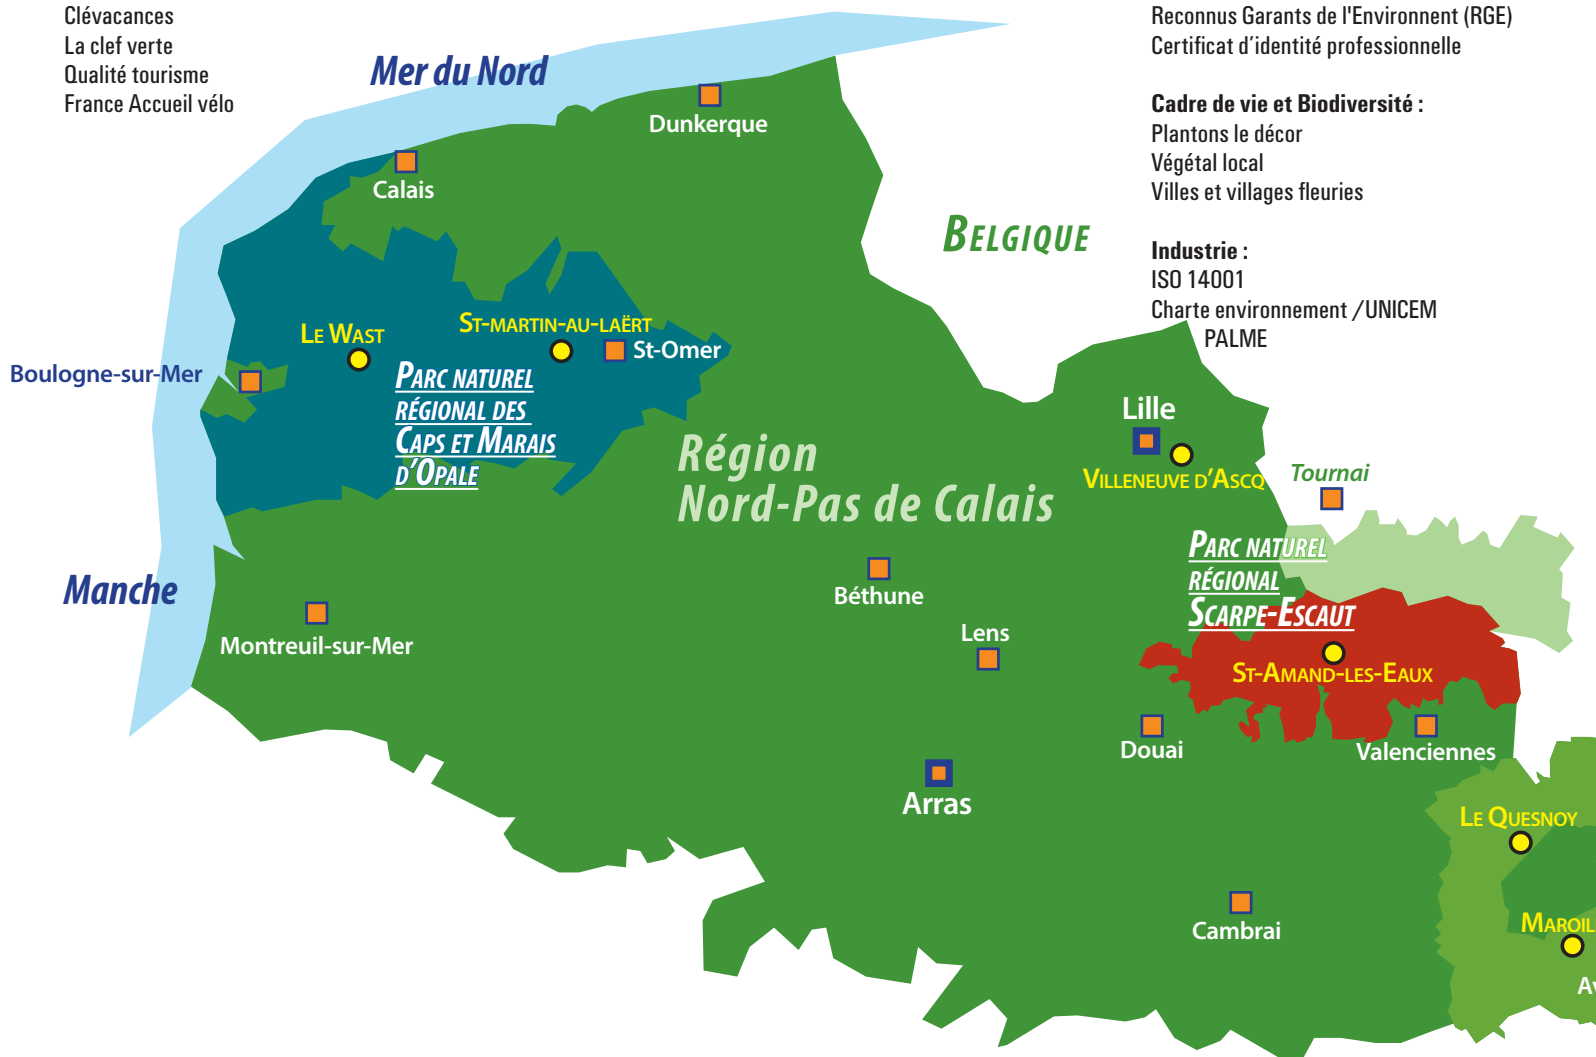 Clévacances
La clef verte
Qualité tourisme
France Accueil vélo
Reconnus Garants de l'Environnent (RGE)
Certificat d'identité professionnelle
Cadre de vie et Biodiversité :
Plantons le décor
Végétal local
Villes et villages fleuries
Industrie :
ISO 14001
Charte environnement /UNICEM
PALME
Mer du Nord
Dunkerque
Calais
BELGIQUE
LE WAST
ST-MARTIN-AU-LAËRT
St-Omer
Boulogne-sur-Mer
PARC NATUREL
RÉGIONAL DES
CAPS ET MARAIS
D'OPALE
Lille
VILLENEUVE D'ASCQ
Région
Nord-Pas de Calais
Tournai
PARC NATUREL
RÉGIONAL
SCARPE-ESCAUT
Manche
Béthune
Montreuil-sur-Mer
Lens
ST-AMAND-LES-EAUX
Douai
Valenciennes
Arras
LE QUESNOY
Cambrai
MAROIL
Av